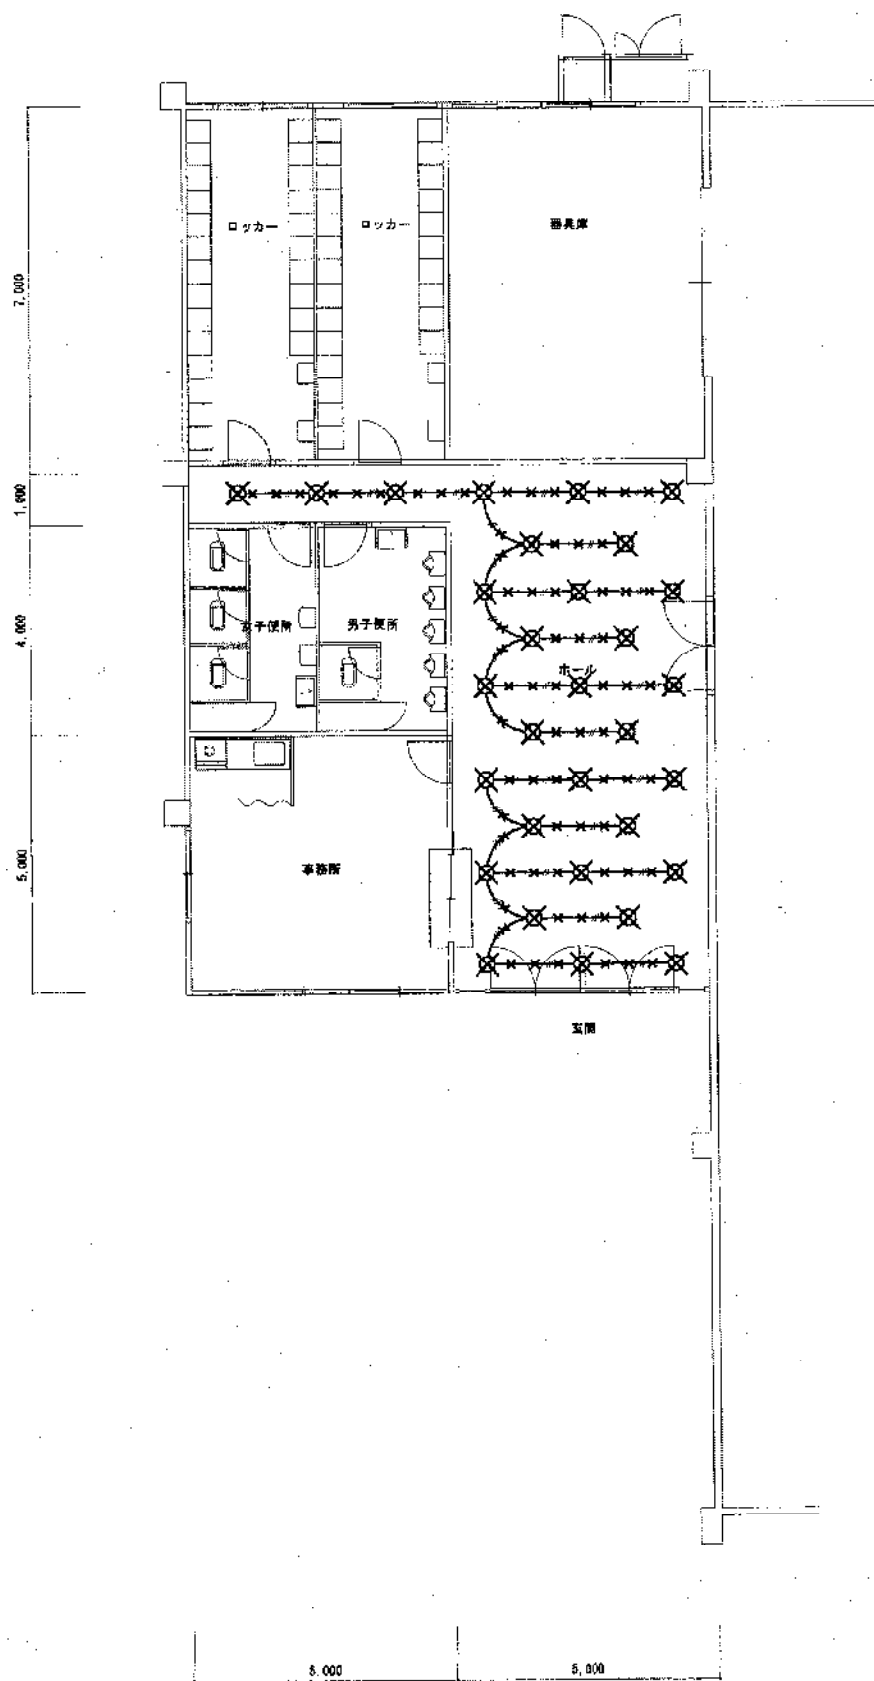 ロッカー
ロッカー
器具庫
7,000
1,000
4,000
女子便所
男子便所
ホール
5,000
事務所
玄関
5,000
5,000